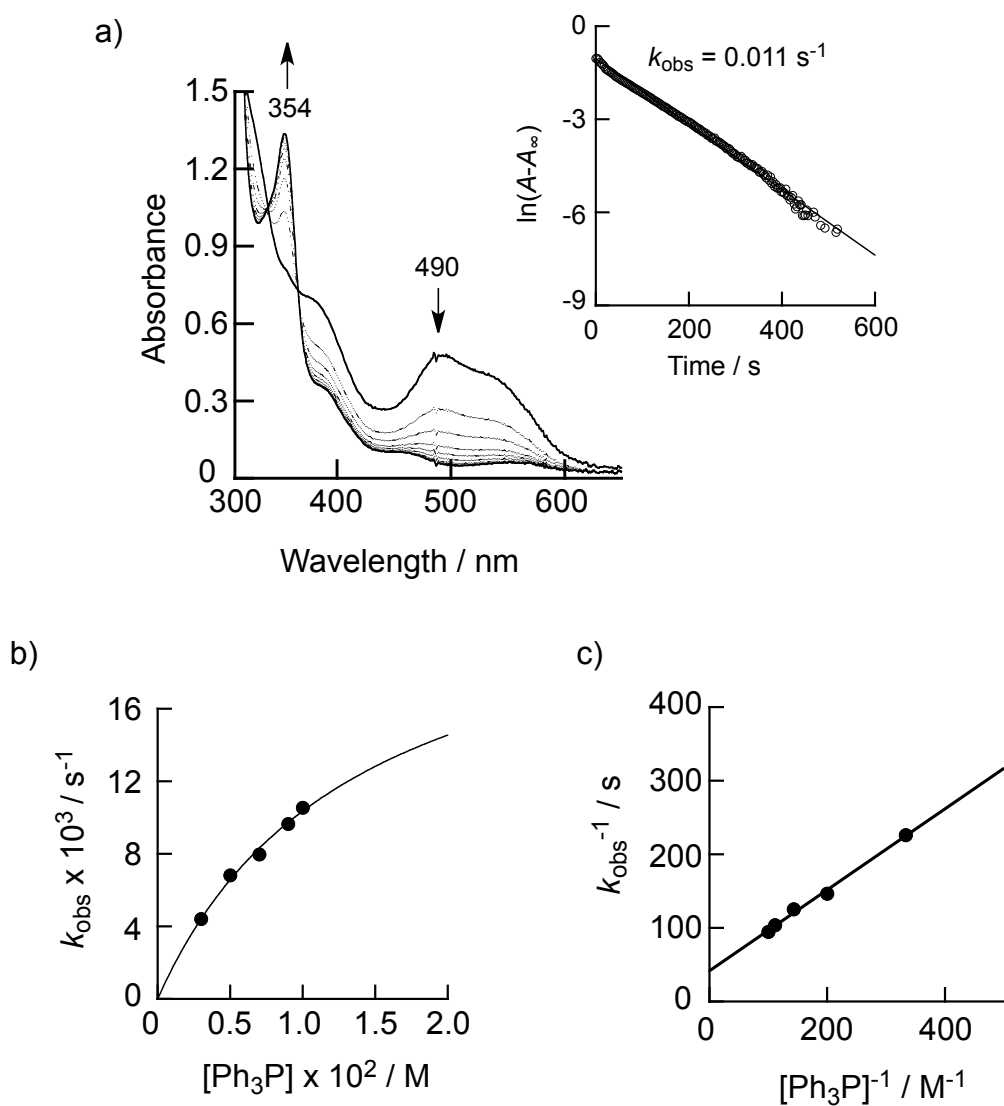 a)
354
490
1.5
1.2
0.9
0.6
0.3
0
Absorbance
300 400 500 600
Wavelength / nm
k_obs = 0.011 s⁻¹
0
-3
-6
-9
ln(A-A∞)
0 200 400 600
Time / s
b)
16
12
8
4
0
k_obs x 10³ / s⁻¹
0 0.5 1.0 1.5 2.0
[Ph₃P] x 10² / M
c)
400
300
200
100
0
k_obs⁻¹ / s
0 200 400
[Ph₃P]⁻¹ / M⁻¹